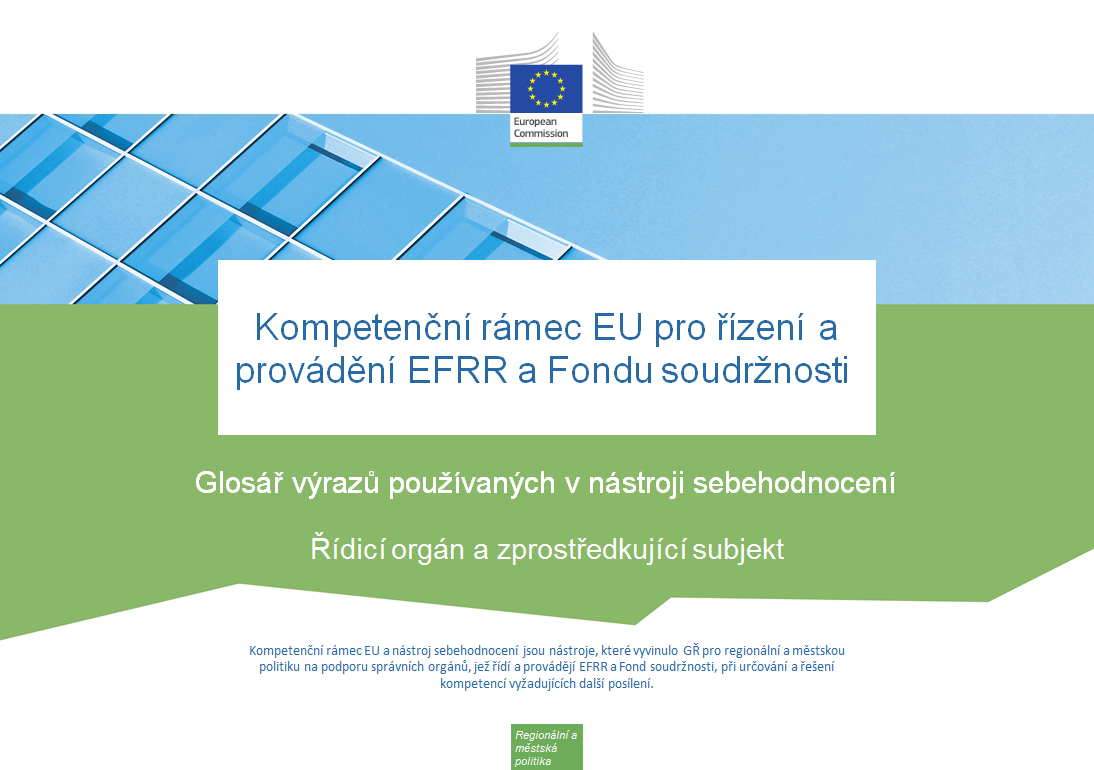 European
Commission
Kompetenční rámec EU pro řízení a
provádění EFRR a Fondu soudržnosti
Glosář výrazů používaných v nástroji sebehodnocení
Řídicí orgán a zprostředkující subjekt
Kompetenční rámec EU a nástroj sebehodnocení jsou nástroje, které vyvinulo GŘ pro regionální a městskou
politiku na podporu správních orgánů, jež řídí a provádějí EFRR a Fond soudržnosti, při určování a řešení
kompetencí vyžadujících další posílení.
Regionální a
městská
politika